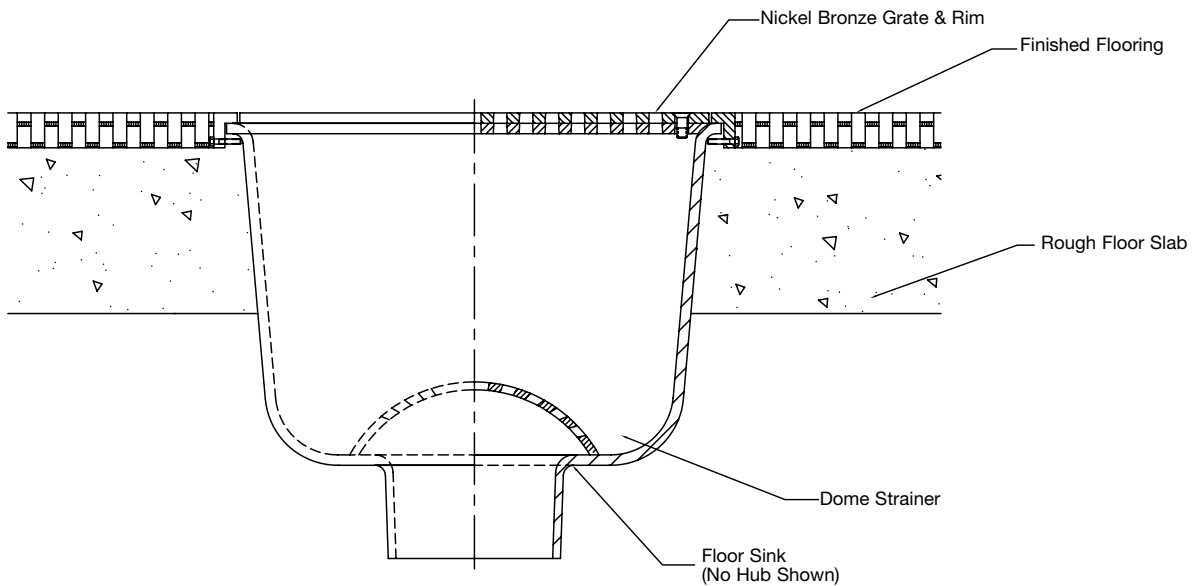 Nickel Bronze Grate & Rim
Finished Flooring
Rough Floor Slab
Dome Strainer
Floor Sink
(No Hub Shown)